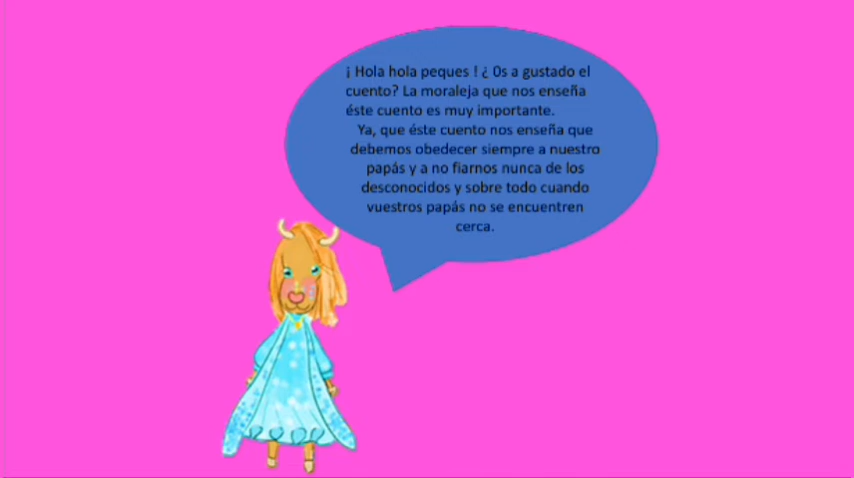 ¡ Hola hola peques ! ¿ Os a gustado el
cuento? La moraleja que nos enseña
éste cuento es muy importante.
Ya, que éste cuento nos enseña que
debemos obedecer siempre a nuestro
papás y a no fiarnos nunca de los
desconocidos y sobre todo cuando
vuestros papás no se encuentren
cerca.